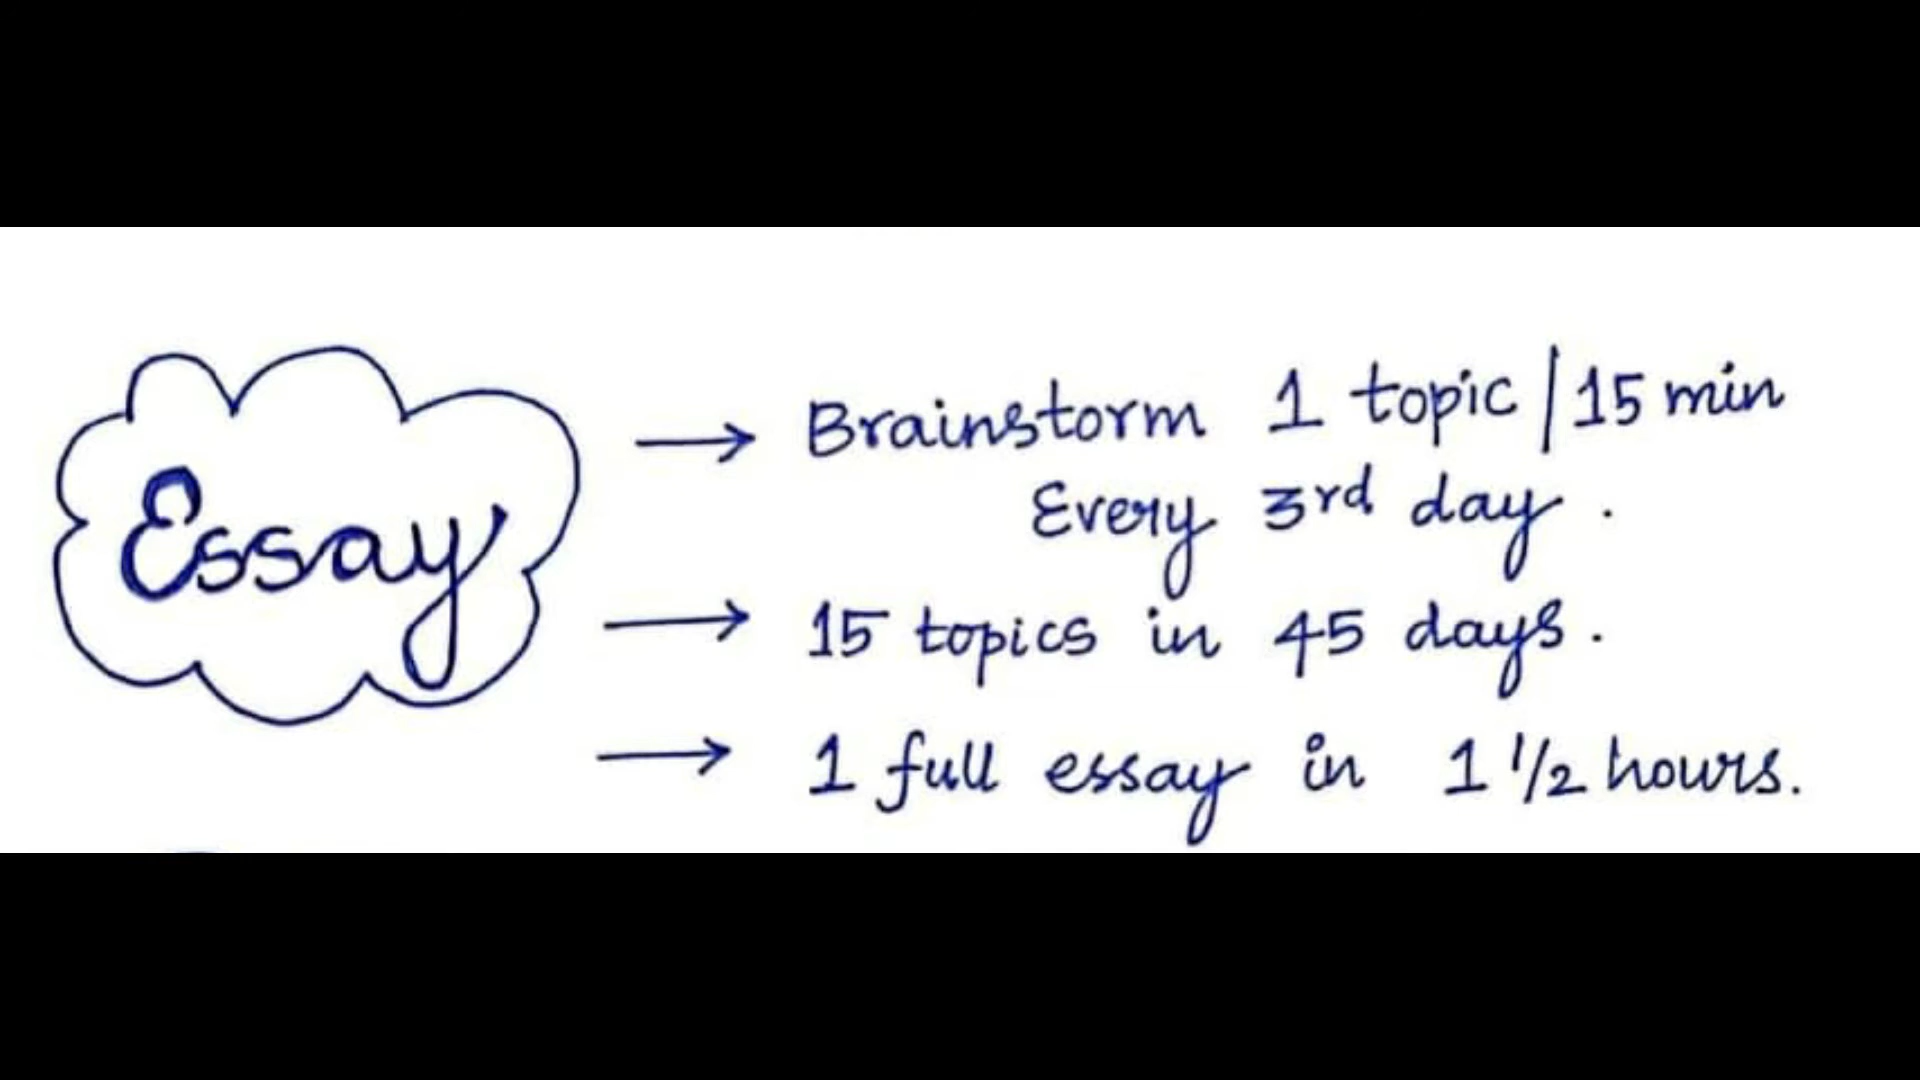 Essay
→ Brainstorm 1 topic / 15 min
Every 3rd day .
→ 15 topics in 45 days.
→ 1 full essay in 1 1/2 hours.